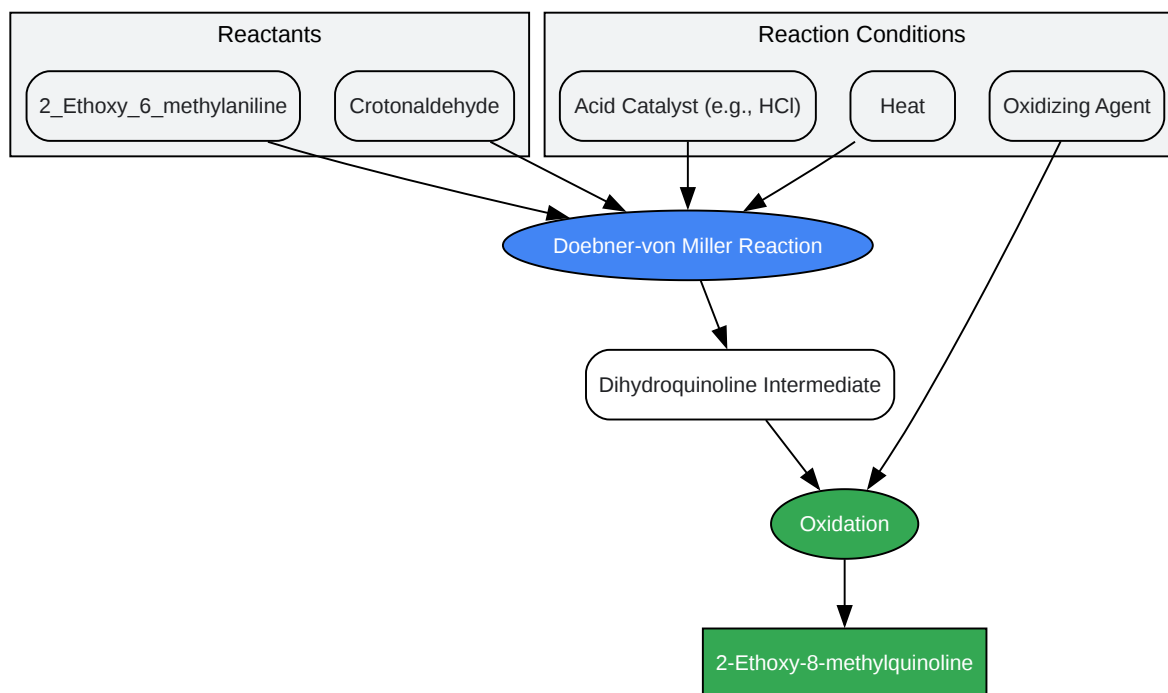 Reactants
Reaction Conditions
2_Ethoxy_6_methylaniline
Crotonaldehyde
Acid Catalyst (e.g., HCl)
Heat
Oxidizing Agent
Doebner-von Miller Reaction
Dihydroquinoline Intermediate
Oxidation
2-Ethoxy-8-methylquinoline